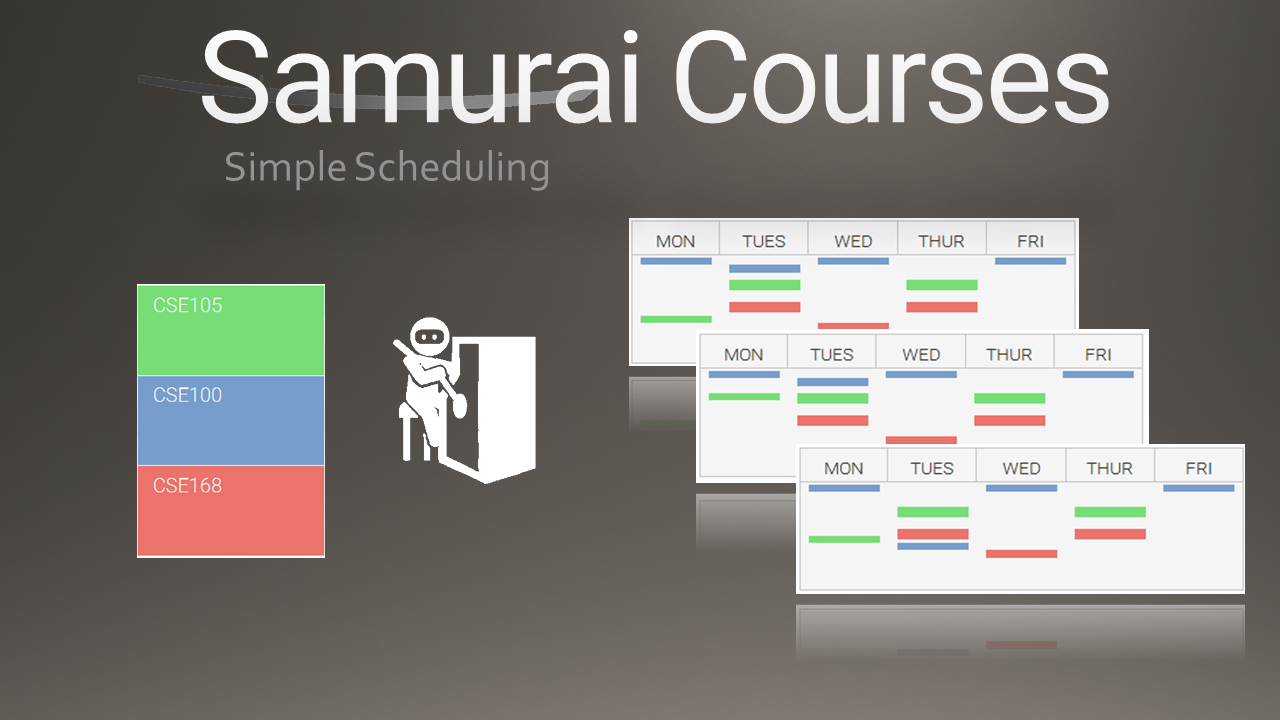 Samurai Courses
Simple Scheduling
CSE105
CSE100
CSE168
MON TUES WED THUR FRI
MON TUES WED THUR FRI
MON TUES WED THUR FRI